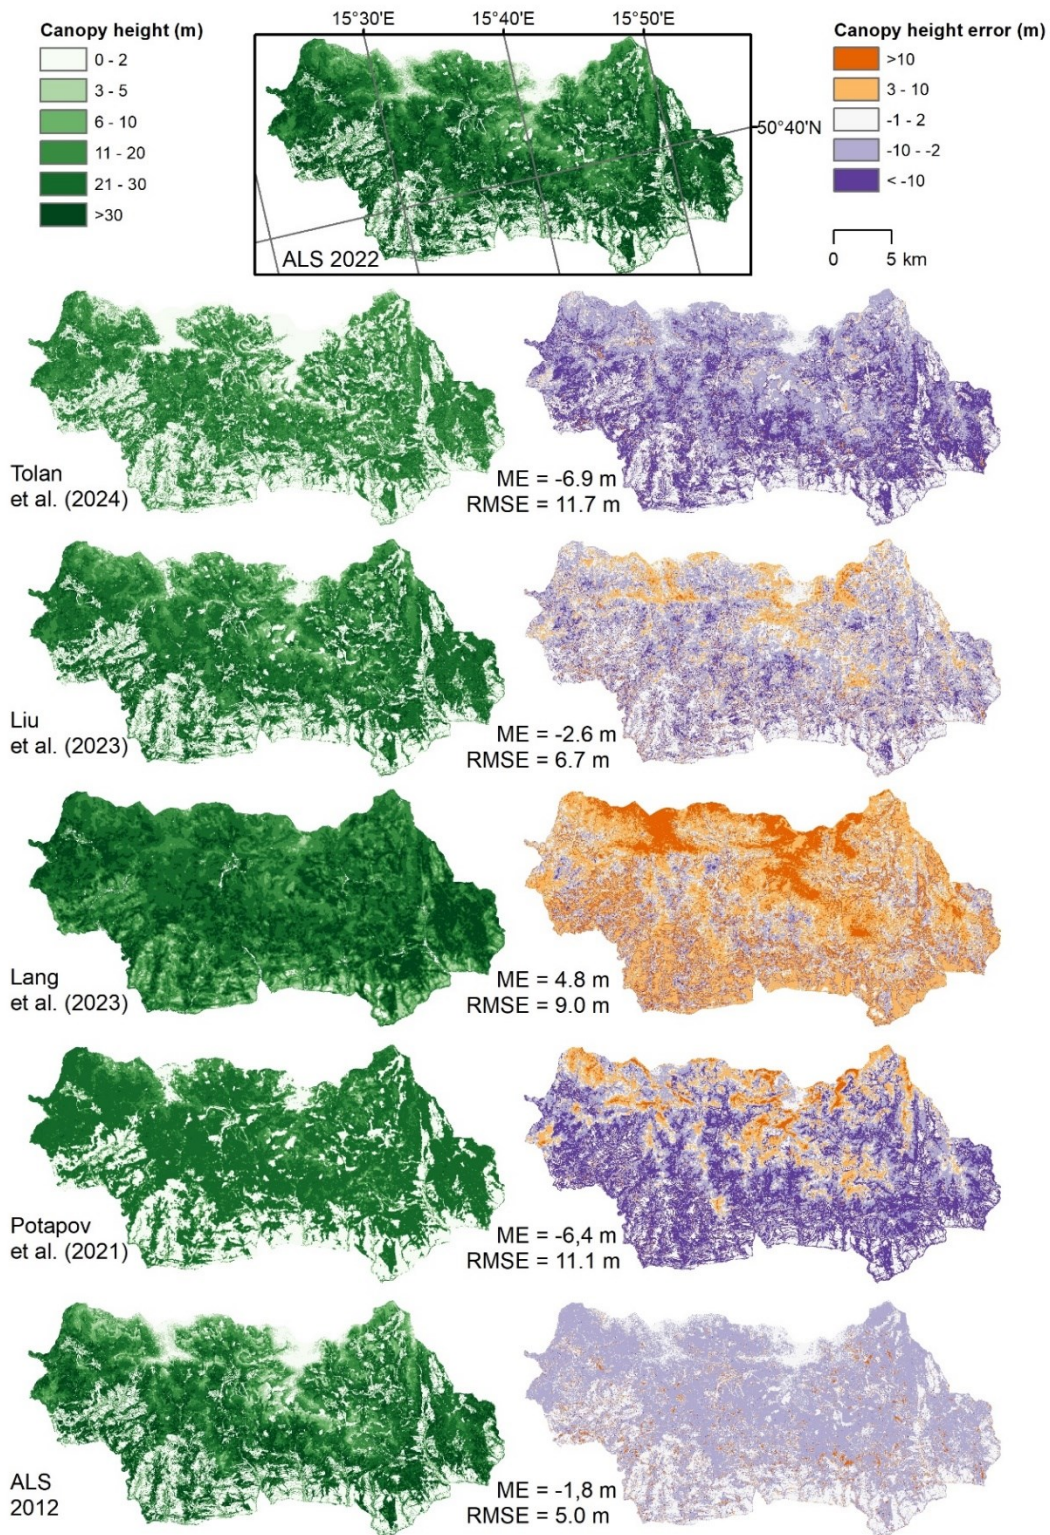 15°30'E
15°40'E
15°50'E
Canopy height (m)
0 - 2
3 - 5
6 - 10
11 - 20
21 - 30
>30
ALS 2022
50°40'N
Canopy height error (m)
>10
3 - 10
-1 - 2
-10 - -2
< -10
0
5 km
Tolan
et al. (2024)
ME = -6.9 m
RMSE = 11.7 m
Liu
et al. (2023)
ME = -2.6 m
RMSE = 6.7 m
Lang
et al. (2023)
ME = 4.8 m
RMSE = 9.0 m
Potapov
et al. (2021)
ME = -6,4 m
RMSE = 11.1 m
ALS
2012
ME = -1,8 m
RMSE = 5.0 m